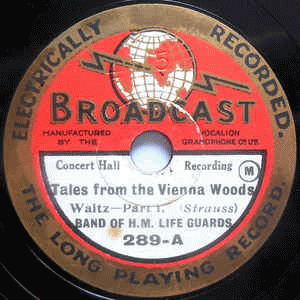 ELECTRICALLY RECORDED.
BROADCAST
MANUFACTURED
BY THE
VOCALION
GRAMOPHONE CO LTD.
Concert Hall Recording
M
Tales from the Vienna Woods
Waltz—Part 1. (Strauss)
BAND OF H.M. LIFE GUARDS
289-A
THE LONG PLAYING RECORD.